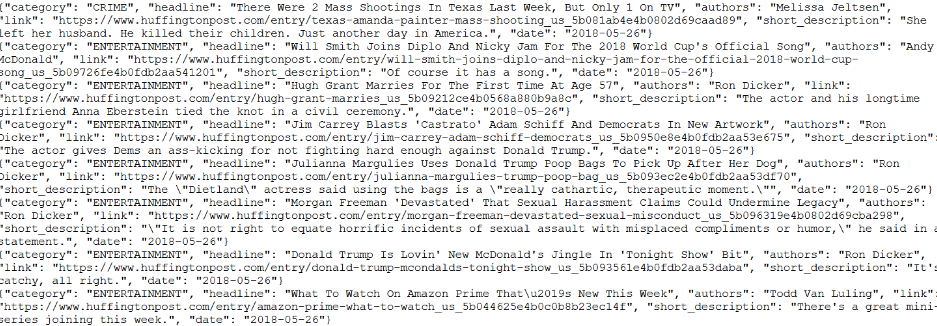 {"category": "CRIME", "headline": "There Were 2 Mass Shootings In Texas Last Week, But Only 1 On TV", "authors": "Melissa Jeltsen",
"link": "https://www.huffingtonpost.com/entry/texas-amanda-painter-mass-shooting_us_5b081ab4e4b0802d69caad89", "short_description": "She
left her husband. He killed their children. Just another day in America.", "date": "2018-05-26"}
{"category": "ENTERTAINMENT", "headline": "Will Smith Joins Diplo And Nicky Jam For The 2018 World Cup's Official Song", "authors": "Andy
McDonald", "link": "https://www.huffingtonpost.com/entry/will-smith-joins-diplo-and-nicky-jam-for-the-official-2018-world-cup-
song_us_5b09726fe4b0fdb2aa541201", "short_description": "Of course it has a song.", "date": "2018-05-26"}
{"category": "ENTERTAINMENT", "headline": "Hugh Grant Marries For The First Time At Age 57", "authors": "Ron Dicker", "link":
"https://www.huffingtonpost.com/entry/hugh-grant-marries_us_5b09212ce4b0568a880b9a8c", "short_description": "The actor and his longtime
girlfriend Anna Eberstein tied the knot in a civil ceremony.", "date": "2018-05-26"}
{"category": "ENTERTAINMENT", "headline": "Jim Carrey Blasts 'Castrato' Adam Schiff And Democrats In New Artwork", "authors": "Ron
Dicker", "link": "https://www.huffingtonpost.com/entry/jim-carrey-adam-schiff-democrats_us_5b0950e8e4b0fdb2aa53e675", "short_description":
"The actor gives Dems an ass-kicking for not fighting hard enough against Donald Trump.", "date": "2018-05-26"}
{"category": "ENTERTAINMENT", "headline": "Julianna Margulies Uses Donald Trump Poop Bags To Pick Up After Her Dog", "authors": "Ron
Dicker", "link": "https://www.huffingtonpost.com/entry/julianna-margulies-trump-poop-bag_us_5b093ec2e4b0fdb2aa53df70",
"short_description": "The \"Dietland\" actress said using the bags is a \"really cathartic, therapeutic moment.\"", "date": "2018-05-26"}
{"category": "ENTERTAINMENT", "headline": "Morgan Freeman 'Devastated' That Sexual Harassment Claims Could Undermine Legacy", "authors":
"Ron Dicker", "link": "https://www.huffingtonpost.com/entry/morgan-freeman-devastated-sexual-misconduct_us_5b096319e4b0802d69cba298",
"short_description": "\"It is not right to equate horrific incidents of sexual assault with misplaced compliments or humor,\" he said in a
statement.", "date": "2018-05-26"}
{"category": "ENTERTAINMENT", "headline": "Donald Trump Is Lovin' New McDonald's Jingle In 'Tonight Show' Bit", "authors": "Ron Dicker",
"link": "https://www.huffingtonpost.com/entry/donald-trump-mcondalds-tonight-show_us_5b093561e4b0fdb2aa53daba", "short_description": "It's
catchy, all right.", "date": "2018-05-26"}
{"category": "ENTERTAINMENT", "headline": "What To Watch On Amazon Prime That\u2019s New This Week", "authors": "Todd Van Luling", "link":
"https://www.huffingtonpost.com/entry/amazon-prime-what-to-watch_us_5b044625e4b0c0b8b23ec14f", "short_description": "There's a great mini-
series joining this week.", "date": "2018-05-26"}